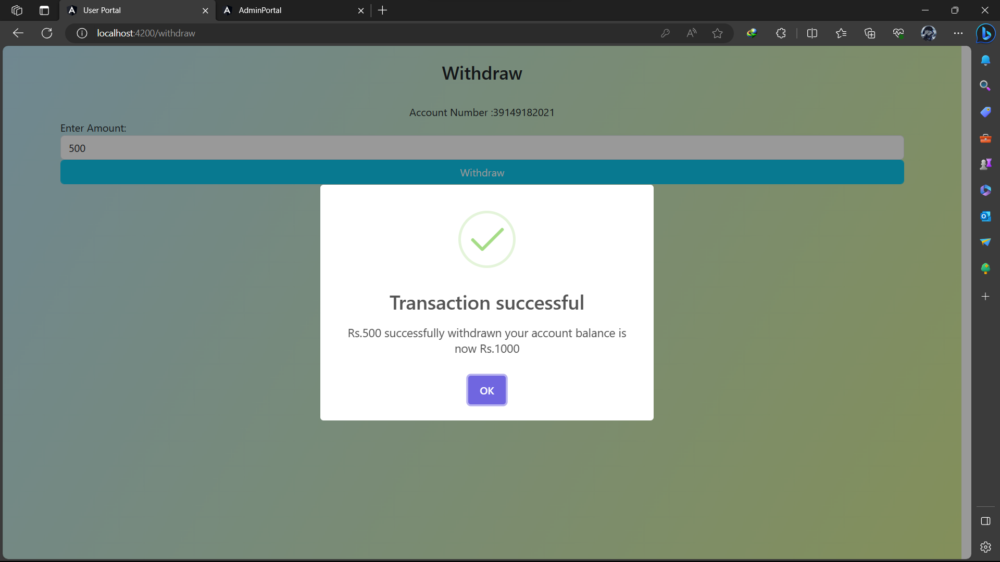 User Portal
AdminPortal
localhost:4200/withdraw
Withdraw
Account Number :39149182021
Enter Amount:
500
Withdraw
Transaction successful
Rs.500 successfully withdrawn your account balance is
now Rs.1000
OK